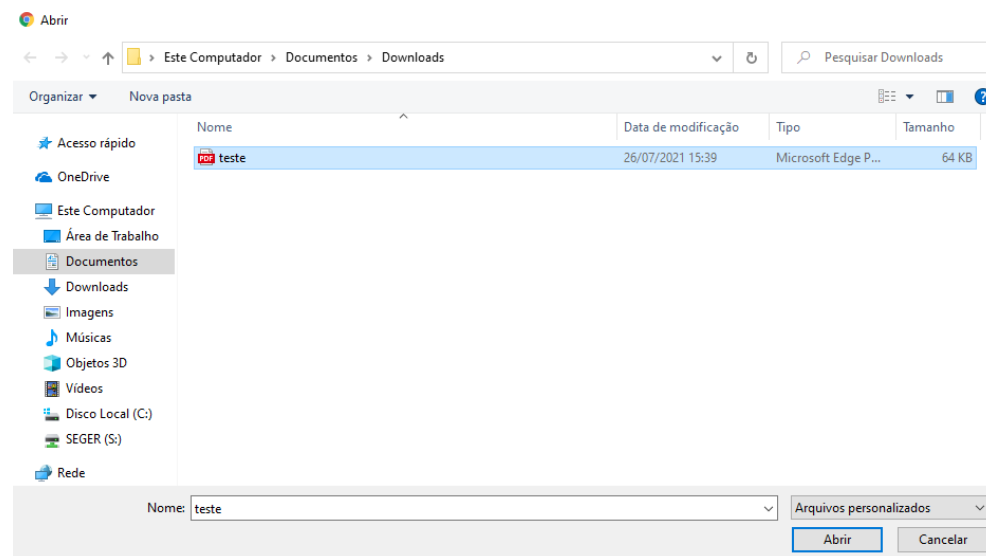 Abrir
Este Computador > Documentos > Downloads
Pesquisar Downloads
Organizar
Nova pasta
?
Nome
Data de modificação
Tipo
Tamanho
PDF
teste
26/07/2021 15:39
Microsoft Edge P...
64 KB
Acesso rápido
OneDrive
Este Computador
Área de Trabalho
Documentos
Downloads
Imagens
Músicas
Objetos 3D
Vídeos
Disco Local (C:)
SEGER (S:)
Rede
Nome: teste
Arquivos personalizados
Abrir
Cancelar